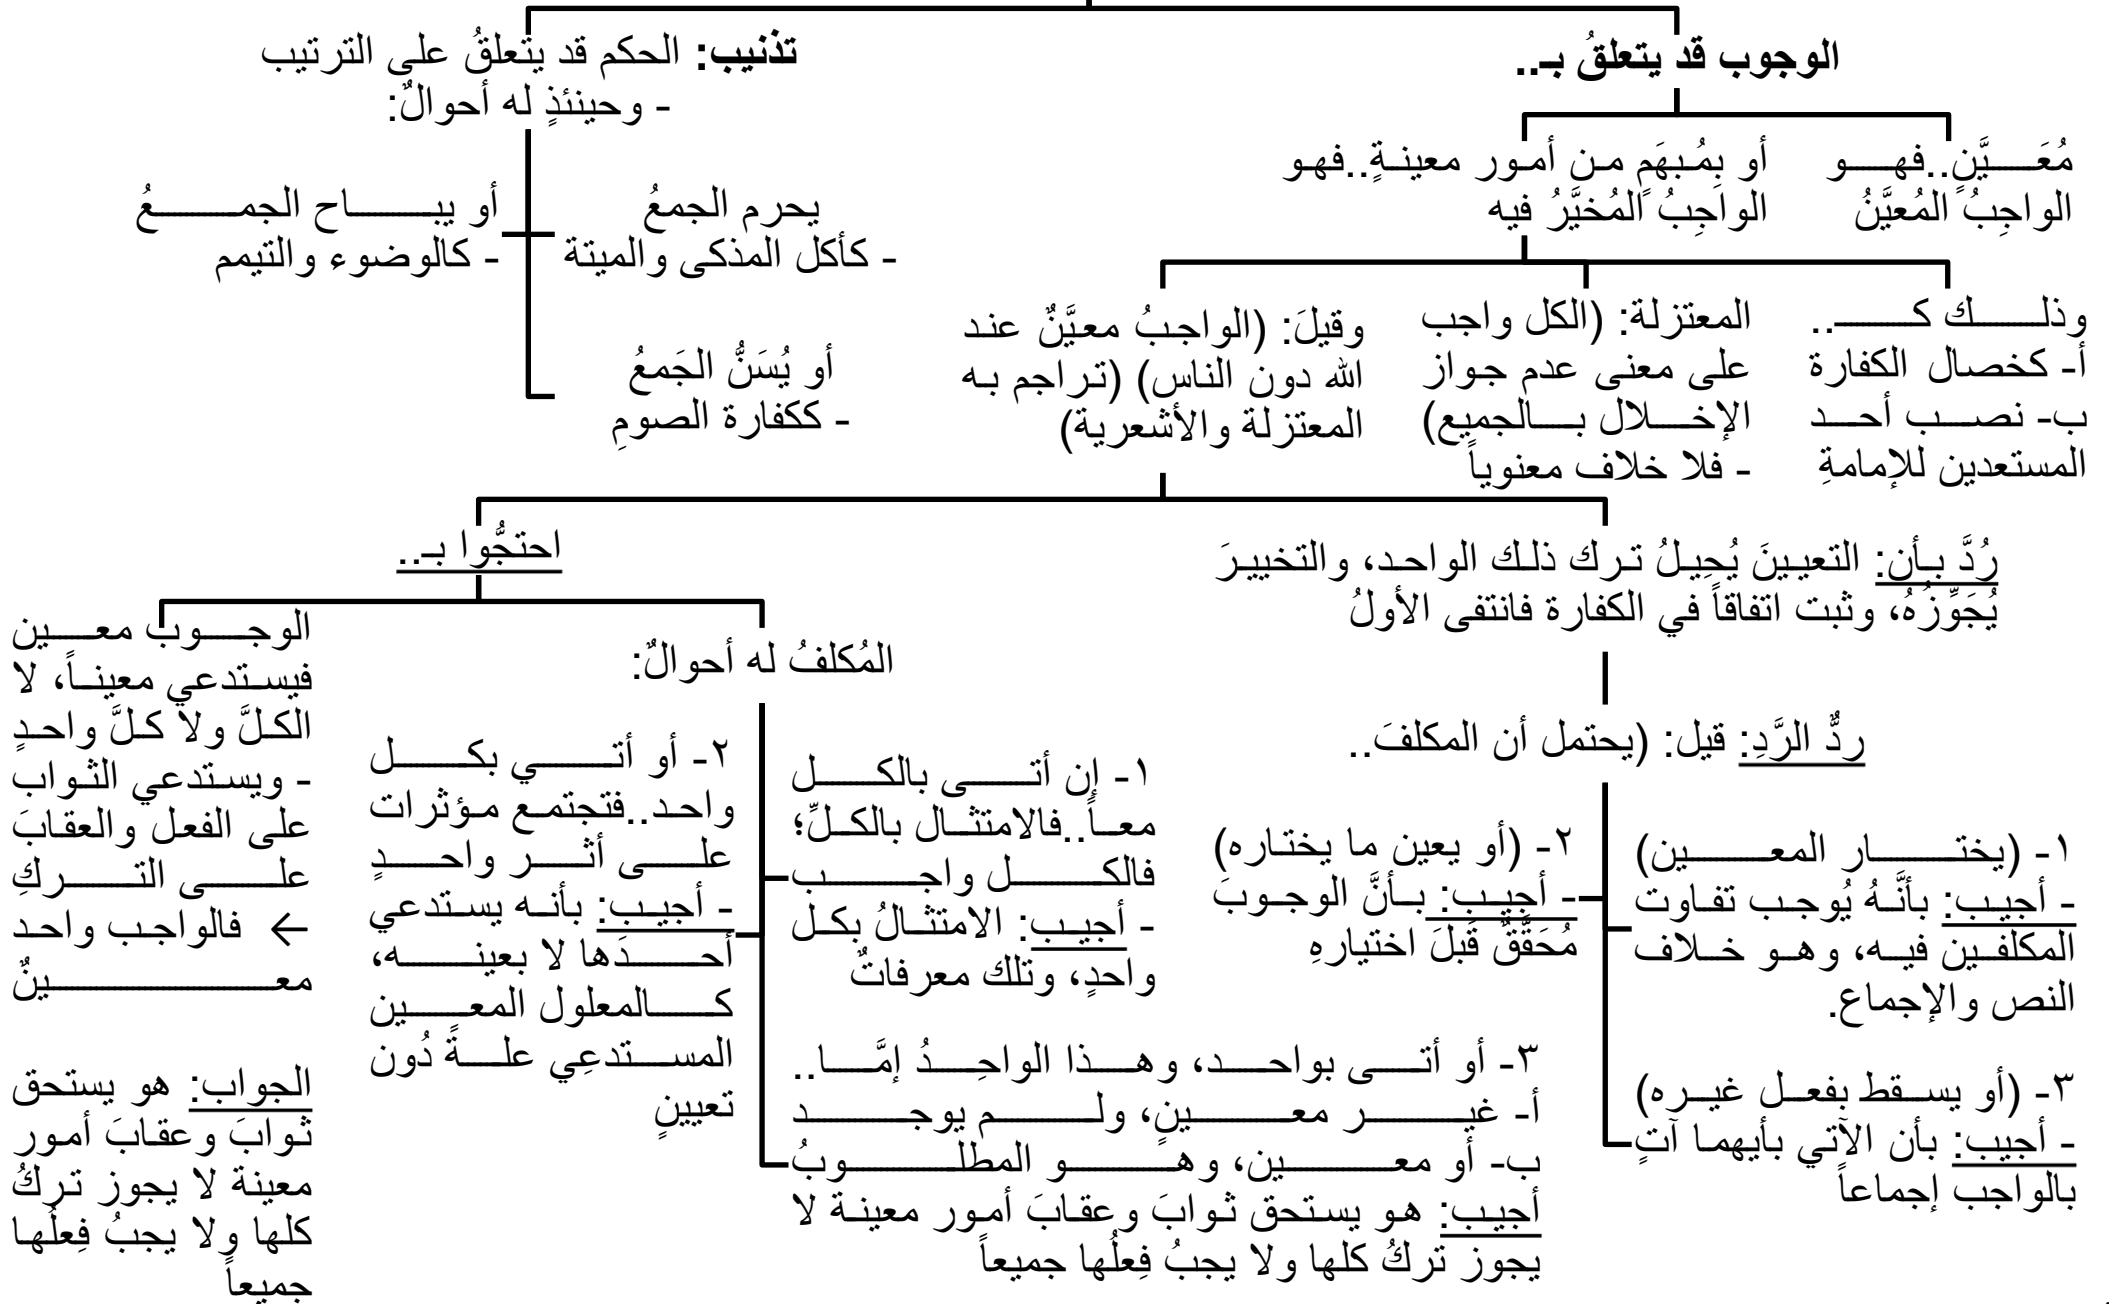 الوجوب قد يتعلقُ بـ..
مُعَيَّنٍ..فهو
الواجِبُ المُعيَّنُ
أو بِمُبهَمٍ من أمور معينةٍ..فهو
الواجِبُ المُخيَّرُ فيه
وذلك كـ..
أ- كخصال الكفارة
ب- نصب أحد
المستعدين للإمامةِ
المعتزلة: (الكل واجب
على معنى عدم جواز
الإخلال بالجميع)
- فلا خلاف معنوياً
وقيلَ: (الواجبُ معيَّنٌ عند
الله دون الناس) (تراجم به
المعتزلة والأشعرية)
رُدَّ بأن: التعيينَ يُحِيلُ ترك ذلك الواحد، والتخييرَ
يُجَوِّزُهُ، وثبت اتفاقاً في الكفارة فانتفى الأولُ
ردُّ الرَّدِ: قيل: (يحتمل أن المكلفَ..
١- (يختار المعين)
- أجيب: بأنَّهُ يُوجب تفاوت
المكلفين فيه، وهو خلاف
النص والإجماع.
٢- (أو يعين ما يختاره)
- أجيب: بأنَّ الوجوبَ
مُحَقَّقٌ قَبلَ اختيارهِ
٣- (أو يسقط بفعل غيره)
- أجيب: بأن الآتي بأيهما آتٍ
بالواجب إجماعاً
احتجُّوا بـ..
المُكلفُ له أحوالٌ:
١- إن أتى بالكل
معاً..فالامتثال بالكلِّ؛
فالكل واجب
- أجيب: الامتثالُ بكل
واحدٍ، وتلك معرفاتٌ
٢- أو أتي بكل
واحد..فتجتمع مؤثرات
على أثر واحدٍ
- أجيب: بأنه يستدعي
أحدَها لا بعينه،
كالمعلول المعين
المستدعِي علةً دُون
تعيينٍ
٣- أو أتى بواحد، وهذا الواحِدُ إمَّا..
أ- غير معينٍ، ولم يوجد
ب- أو معين، وهو المطلوبُ
أجيب: هو يستحق ثوابَ وعقابَ أمور معينة لا
يجوز تركُ كلها ولا يجبُ فِعلُها جميعاً
الوجوب معين
فيستدعي معيناً، لا
الكلَّ ولا كلَّ واحدٍ
- ويستدعي الثواب
على الفعل والعقابَ
على التركِ
← فالواجب واحد
معينٌ
الجواب: هو يستحق
ثوابَ وعقابَ أمور
معينة لا يجوز تركُ
كلها ولا يجبُ فِعلُها
جميعاً
تذنيب: الحكم قد يتعلقُ على الترتيب
- وحينئذٍ له أحوالٌ:
يحرم الجمعُ
- كأكل المذكى والميتة
أو يباح الجمعُ
- كالوضوء والتيمم
أو يُسَنُّ الجَمعُ
- ككفارة الصومِ